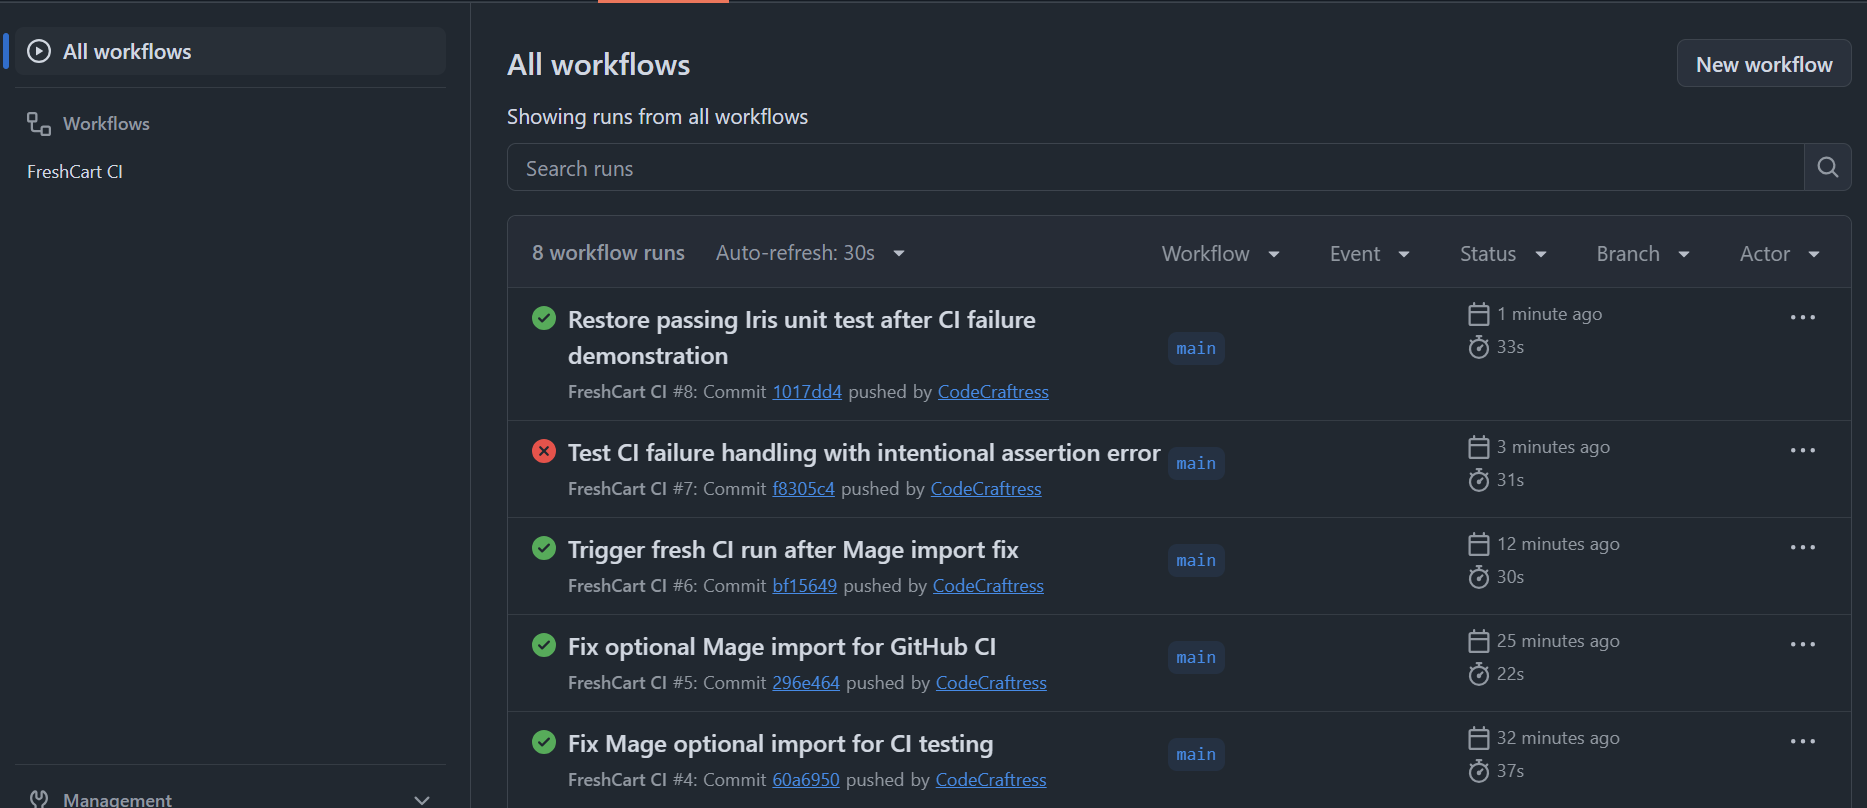 All workflows
Workflows
FreshCart CI
Management
All workflows
New workflow
Showing runs from all workflows
Search runs
8 workflow runs Auto-refresh: 30s Workflow Event Status Branch Actor
Restore passing Iris unit test after CI failure
demonstration
FreshCart CI #8: Commit 1017dd4 pushed by CodeCraftress
main
1 minute ago
33s
Test CI failure handling with intentional assertion error
FreshCart CI #7: Commit f8305c4 pushed by CodeCraftress
main
3 minutes ago
31s
Trigger fresh CI run after Mage import fix
FreshCart CI #6: Commit bf15649 pushed by CodeCraftress
main
12 minutes ago
30s
Fix optional Mage import for GitHub CI
FreshCart CI #5: Commit 296e464 pushed by CodeCraftress
main
25 minutes ago
22s
Fix Mage optional import for CI testing
FreshCart CI #4: Commit 60a6950 pushed by CodeCraftress
main
32 minutes ago
37s